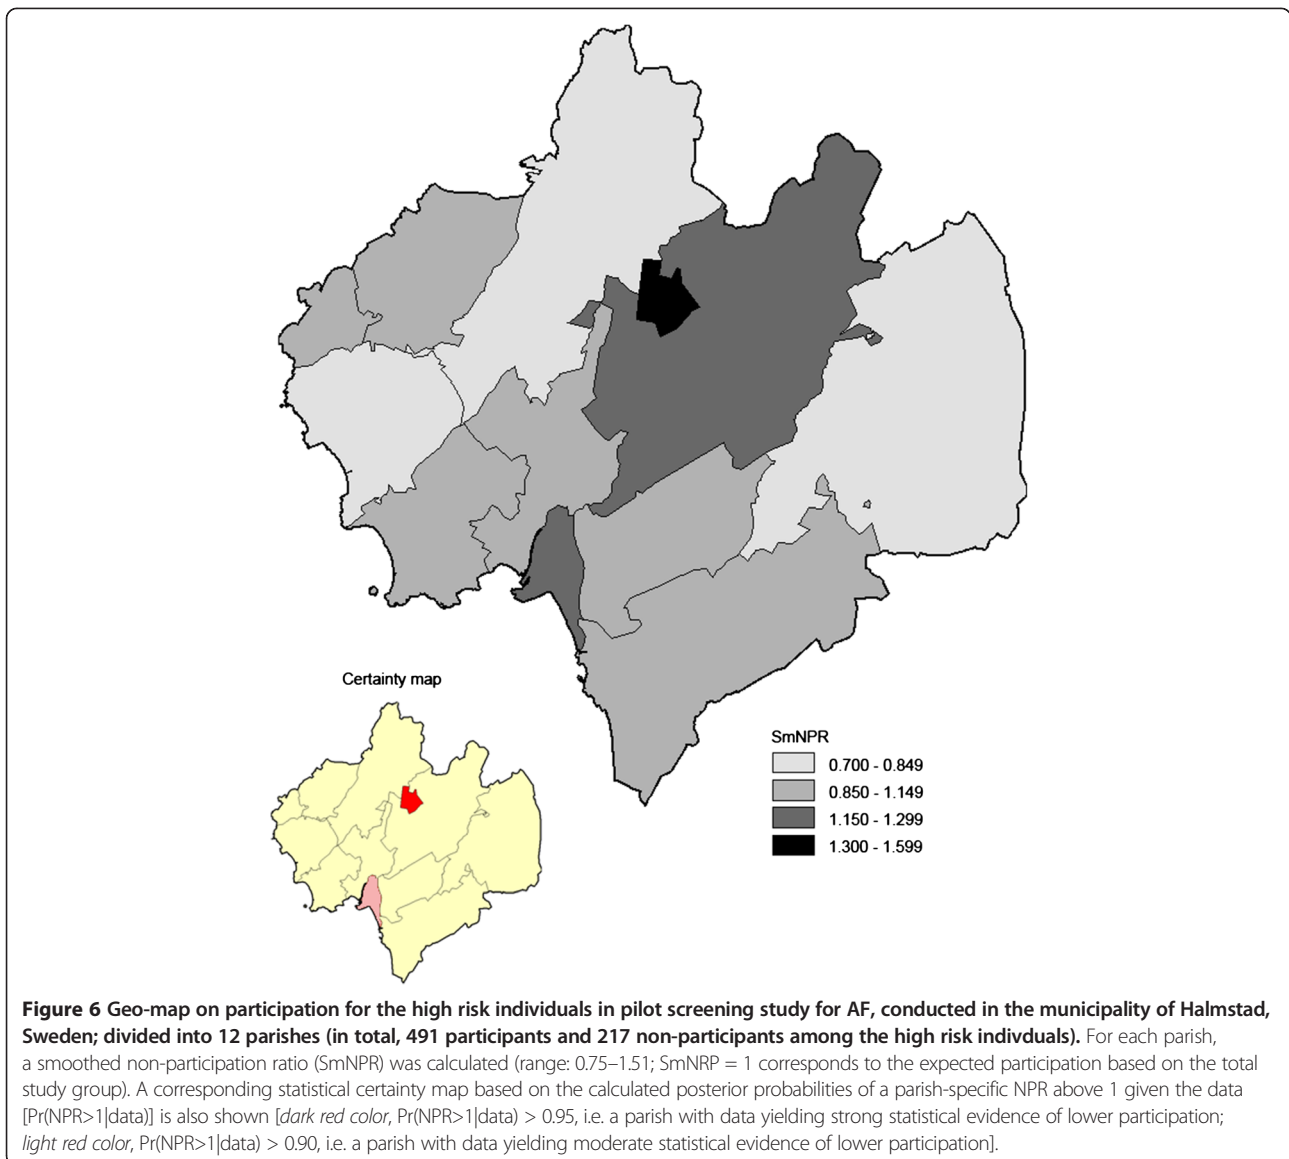 Certainty map
SmNPR
0.700 - 0.849
0.850 - 1.149
1.150 - 1.299
1.300 - 1.599
Figure 6 Geo-map on participation for the high risk individuals in pilot screening study for AF, conducted in the municipality of Halmstad,
Sweden; divided into 12 parishes (in total, 491 participants and 217 non-participants among the high risk indivduals). For each parish,
a smoothed non-participation ratio (SmNPR) was calculated (range: 0.75–1.51; SmNRP = 1 corresponds to the expected participation based on the total
study group). A corresponding statistical certainty map based on the calculated posterior probabilities of a parish-specific NPR above 1 given the data
[Pr(NPR>1|data)] is also shown [dark red color, Pr(NPR>1|data) > 0.95, i.e. a parish with data yielding strong statistical evidence of lower participation;
light red color, Pr(NPR>1|data) > 0.90, i.e. a parish with data yielding moderate statistical evidence of lower participation].